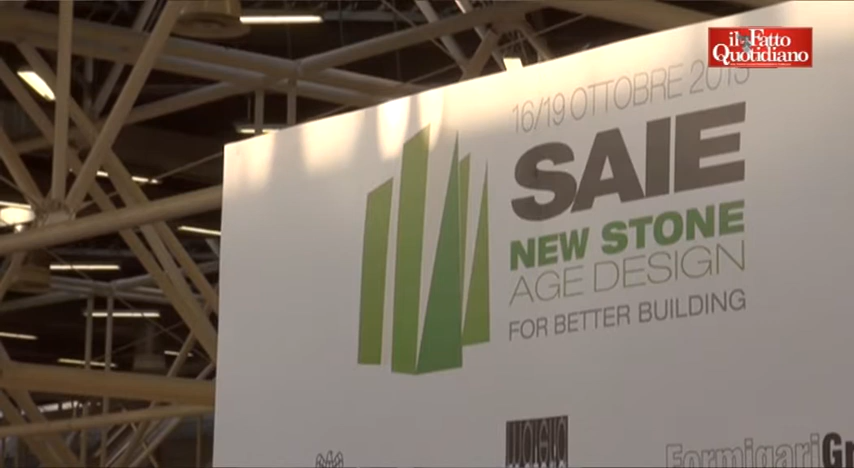 il Fatto
Quotidiano
16/19 OTTOBRE 2013
SAIE
NEW STONE
AGE DESIGN
FOR BETTER BUILDING